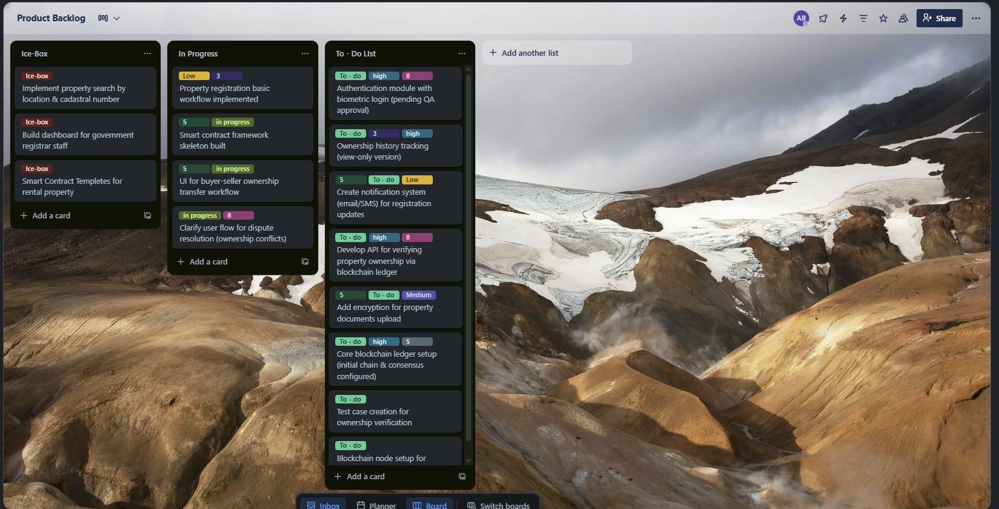 Product Backlog
AB
Share
Ice-Box
Ice-box
Implement property search by
location & cadastral number
Ice-box
Build dashboard for government
registrar staff
Ice-box
Smart Contract Templetes for
rental property
Add a card
In Progress
Low 3
Property registration basic
workflow implemented
5 in progress
Smart contract framework
skeleton built
5 in progress
UI for buyer-seller ownership
transfer workflow
in progress 8
Clarify user flow for dispute
resolution (ownership conflicts)
Add a card
To - Do LIst
To - do high 8
Authentication module with
biometric login (pending QA
approval)
To - do 3 high
Ownership history tracking
(view-only version)
5 To - do Low
Create notification system
(email/SMS) for registration
updates
To - do high 8
Develop API for verifying
property ownership via
blockchain ledger
5 To - do Medium
Add encryption for property
documents upload
To - do high 5
Core blockchain ledger setup
(initial chain & consensus
configured)
To - do
Test case creation for
ownership verification
To - do
Blockchain node setup for
Add a card
Add another list
Inbox
Planner
Board
Switch boards